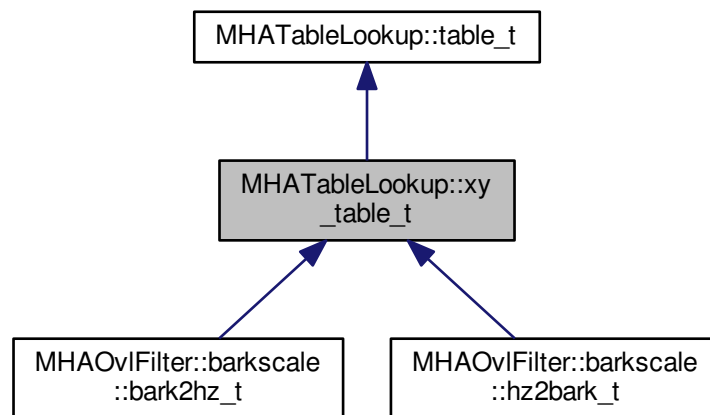 MHATableLookup::table_t
MHATableLookup::xy
_table_t
MHAOvlFilter::barkscale
::bark2hz_t
MHAOvlFilter::barkscale
::hz2bark_t